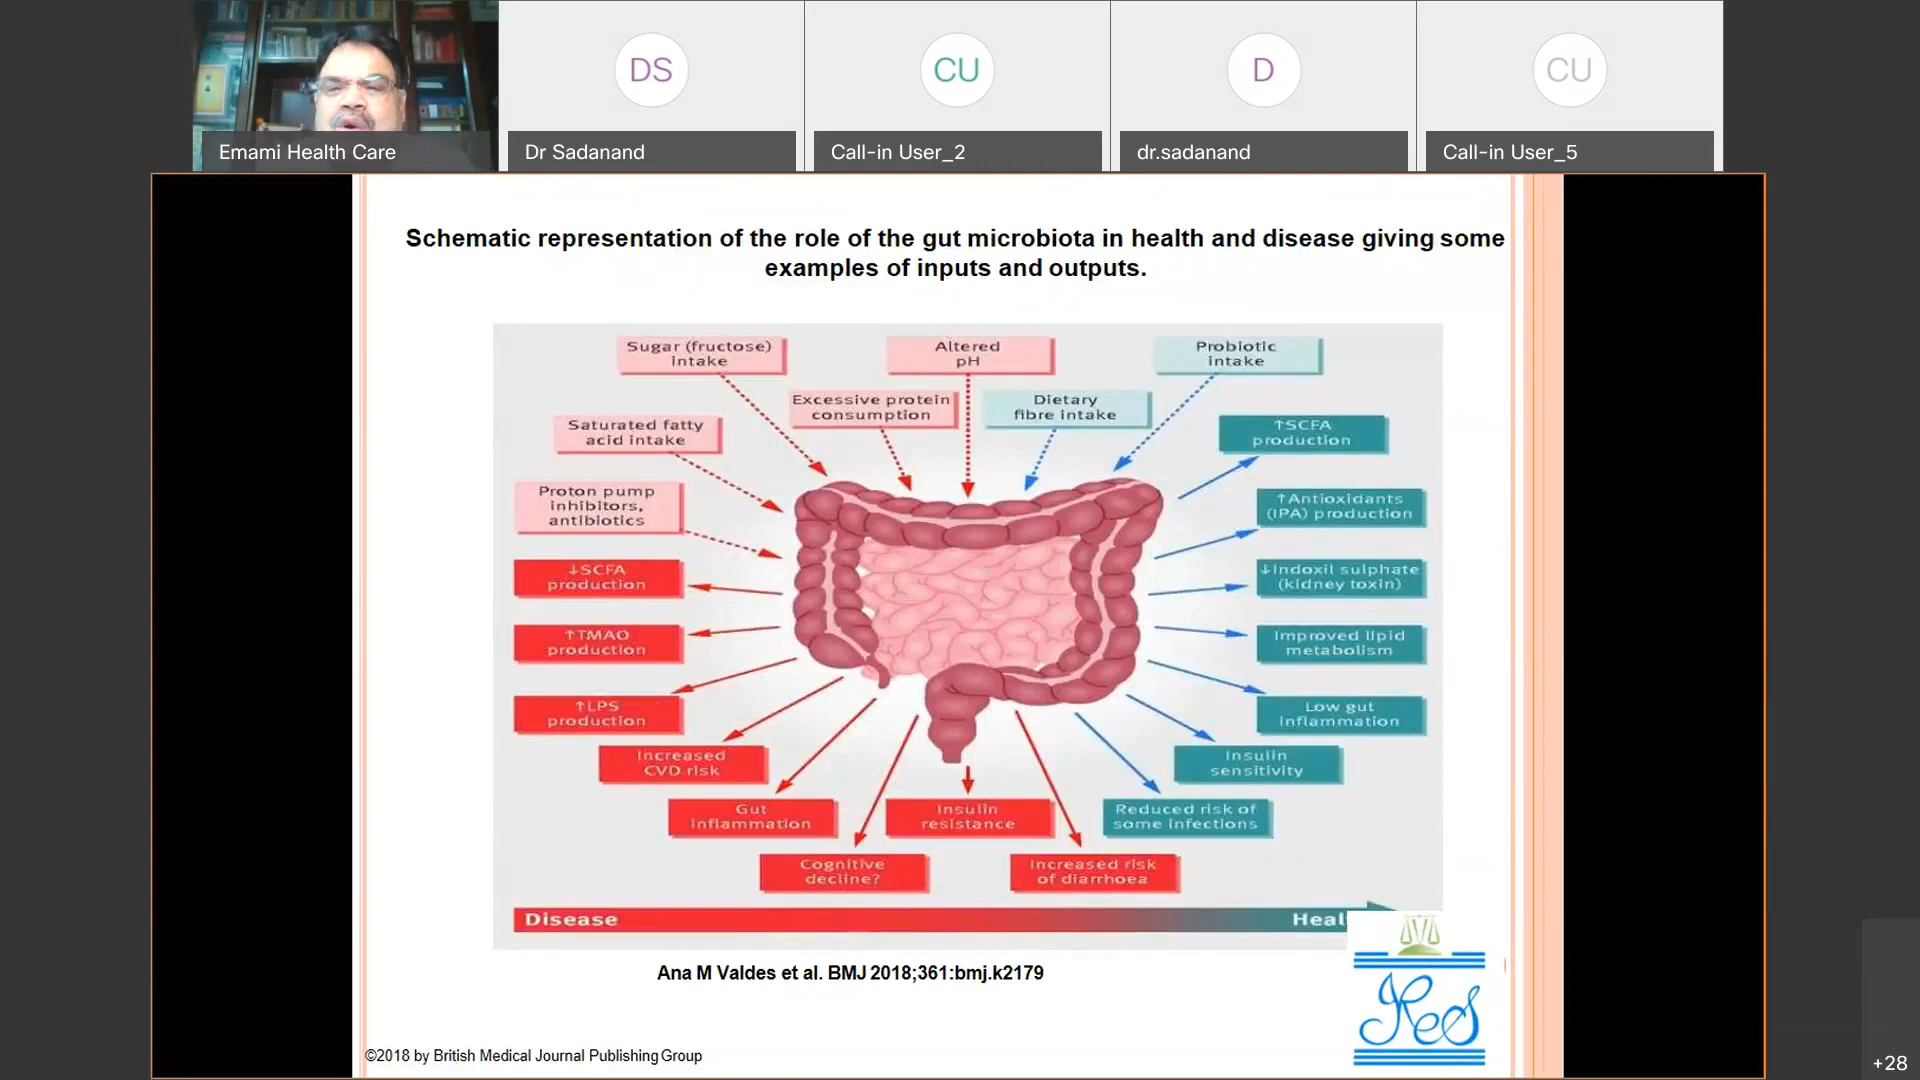 DS
CU
D
CU
Emami Health Care
Dr Sadanand
Call-in User_2
dr.sadanand
Call-in User_5
Schematic representation of the role of the gut microbiota in health and disease giving some
examples of inputs and outputs.
Sugar (fructose)
intake
Altered
pH
Probiotic
intake
Excessive protein
consumption
Dietary
fibre intake
Saturated fatty
acid intake
↑SCFA
production
Proton pump
inhibitors,
antibiotics
↑Antioxidants
(IPA) production
↓SCFA
production
↓Indoxil sulphate
(kidney toxin)
↑TMAO
production
Improved lipid
metabolism
↑LPS
production
Low gut
inflammation
Increased
CVD risk
Insulin
sensitivity
Gut
inflammation
Insulin
resistance
Reduced risk of
some infections
Cognitive
decline?
Increased risk
of diarrhoea
Disease
Heal
Ana M Valdes et al. BMJ 2018;361:bmj.k2179
©2018 by British Medical Journal Publishing Group
+28